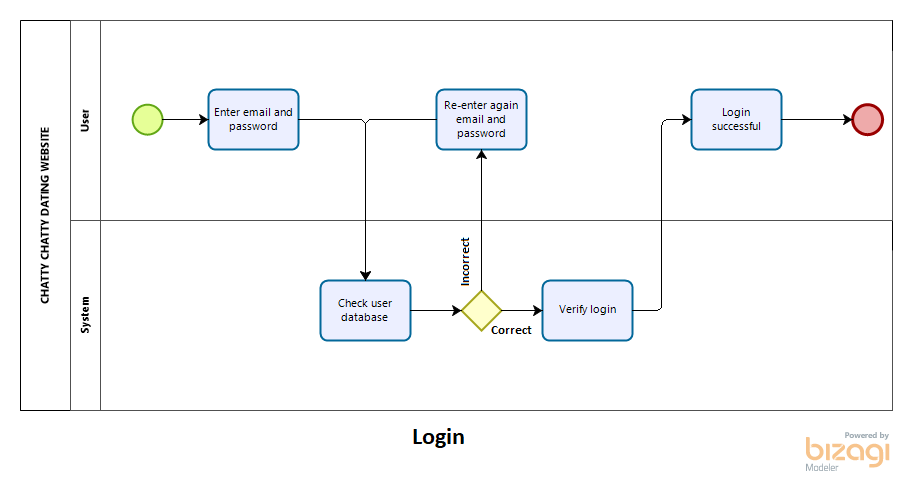 CHATTY CHATTY DATING WEBSITE
User
Enter email and
password
Re-enter again
email and
password
Login
successful
System
Check user
database
Incorrect
Correct
Verify login
Login
Powered by
bizagi
Modeler